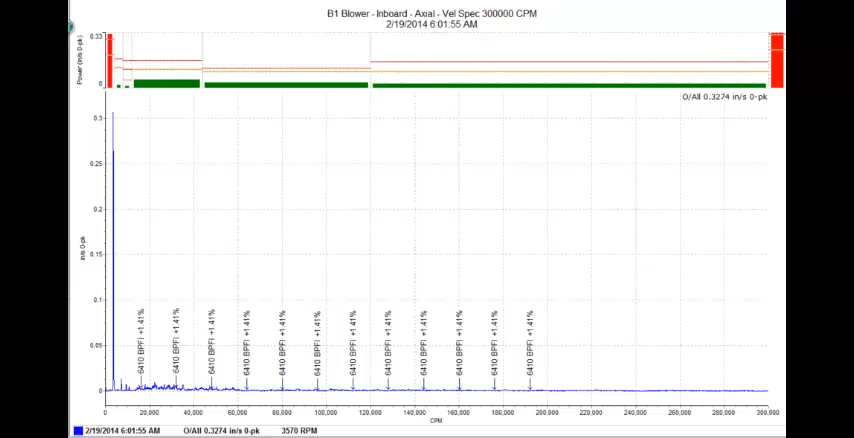 B1 Blower - Inboard - Axial - Vel Spec 300000 CPM
2/19/2014 6:01:55 AM
Power (in/s 0-pk)
0.33
0
O/All 0.3274 in/s 0-pk
in/s 0-pk
0.3
0.25
0.2
0.15
0.1
0.05
0
6410 BPFI +1.41%
6410 BPFI +1.41%
6410 BPFI +1.41%
6410 BPFI +1.41%
6410 BPFI +1.41%
6410 BPFI +1.41%
6410 BPFI +1.41%
6410 BPFI +1.41%
6410 BPFI +1.41%
6410 BPFI +1.41%
6410 BPFI +1.41%
6410 BPFI +1.41%
0 20,000 40,000 60,000 80,000 100,000 120,000 140,000 160,000 180,000 200,000 220,000 240,000 260,000 280,000 300,000
CPM
2/19/2014 6:01:55 AM O/All 0.3274 in/s 0-pk 3570 RPM